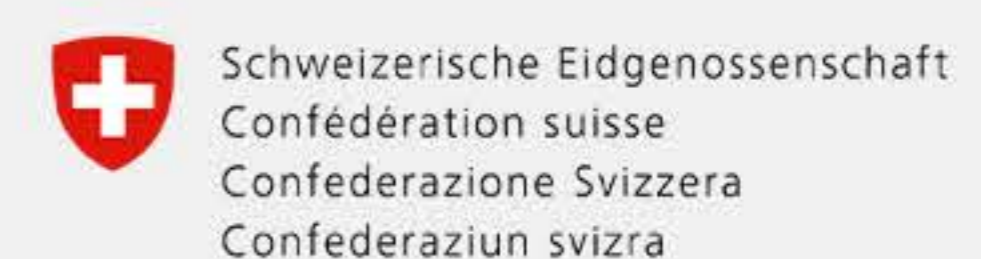 Schweizerische Eidgenossenschaft
Confédération suisse
Confederazione Svizzera
Confederaziun svizra